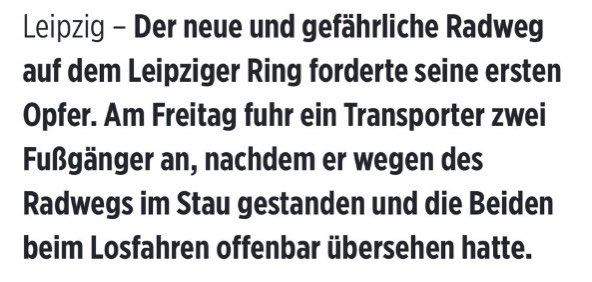 Leipzig – Der neue und gefährliche Radweg
auf dem Leipziger Ring forderte seine ersten
Opfer. Am Freitag fuhr ein Transporter zwei
Fußgänger an, nachdem er wegen des
Radwegs im Stau gestanden und die Beiden
beim Losfahren offenbar übersehen hatte.